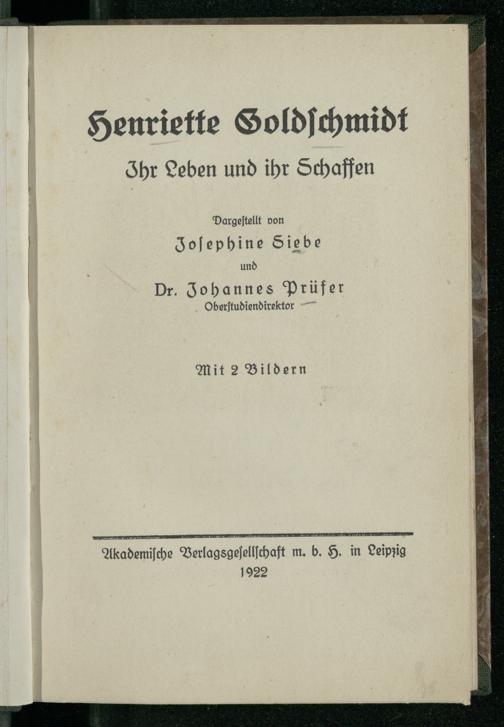 Henriette Goldschmidt
Ihr Leben und ihr Schaffen
Dargestellt von
Josephine Siebe
und
Dr. Johannes Prüfer
Oberstudiendirektor
Mit 2 Bildern
Akademische Verlagsgesellschaft m. b. H. in Leipzig
1922